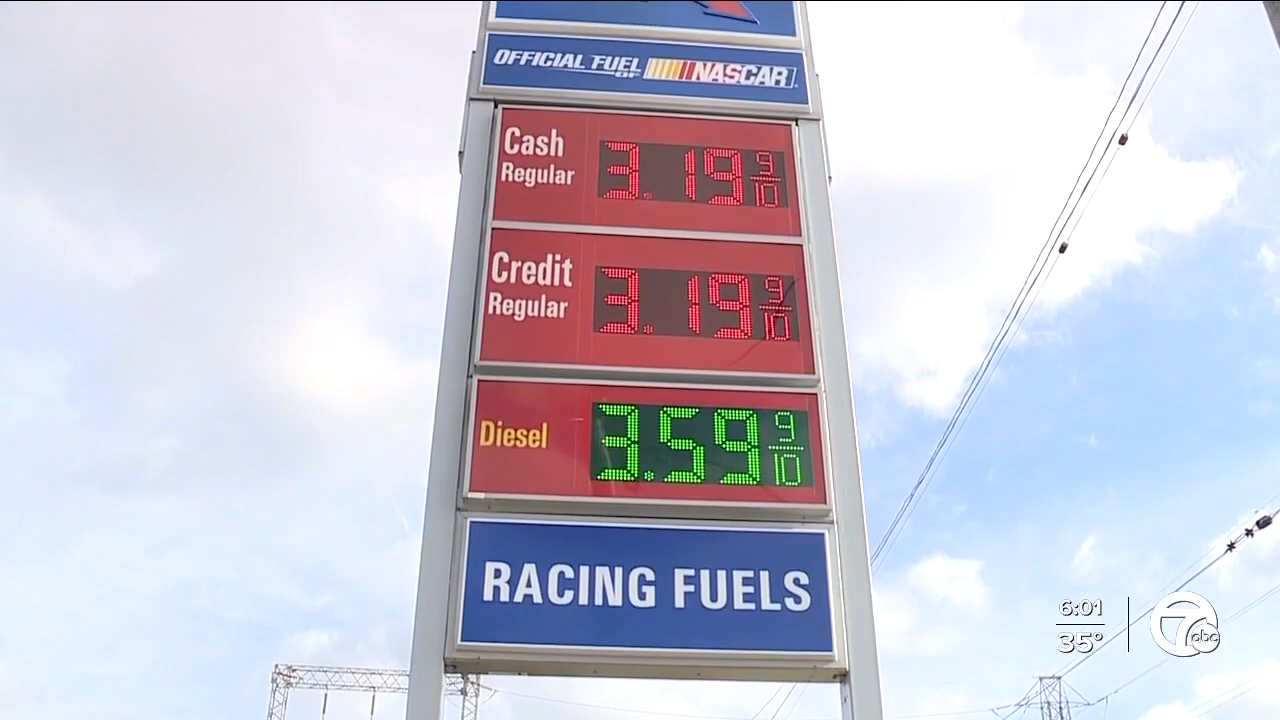 OFFICIAL FUEL OF NASCAR
Cash 3.19 9/10
Regular
Credit 3.19 9/10
Regular
Diesel 3.59 9/10
RACING FUELS
6:01
35°
7 abc